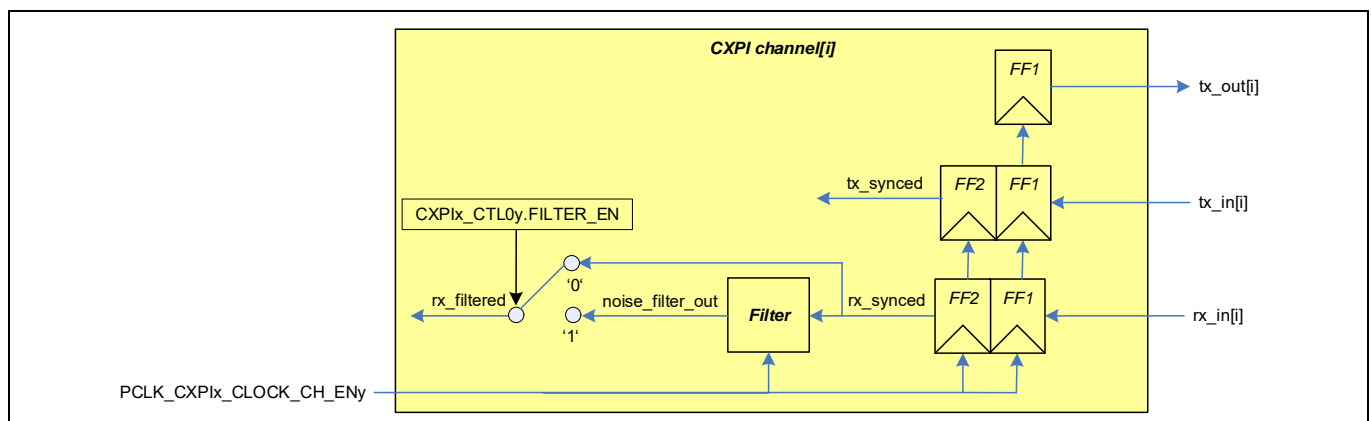 CXPI channel[i]
FF1
tx_out[i]
tx_synced
FF2
FF1
tx_in[i]
CXPIx_CTL0y.FILTER_EN
‘0‘
rx_filtered
noise_filter_out
Filter
rx_synced
FF2
FF1
rx_in[i]
‘1‘
PCLK_CXPIx_CLOCK_CH_ENy